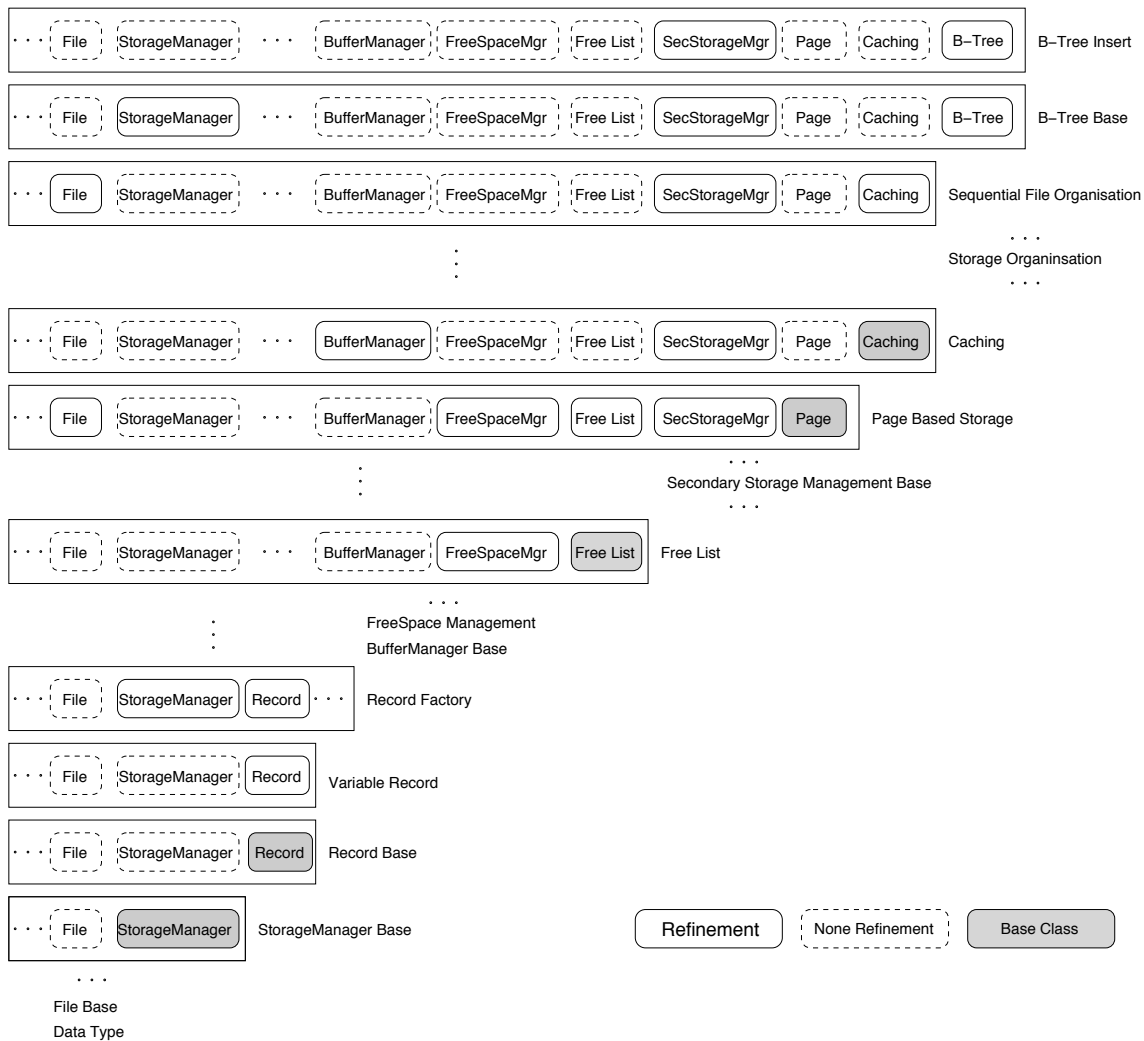 · · · File StorageManager · · · BufferManager FreeSpaceMgr Free List SecStorageMgr Page Caching B–Tree B–Tree Insert
· · · File StorageManager · · · BufferManager FreeSpaceMgr Free List SecStorageMgr Page Caching B–Tree B–Tree Base
· · · File StorageManager · · · BufferManager FreeSpaceMgr Free List SecStorageMgr Page Caching Sequential File Organisation
· · ·
Storage Organinsation
· · ·
· · · File StorageManager · · · BufferManager FreeSpaceMgr Free List SecStorageMgr Page Caching Caching
· · · File StorageManager · · · BufferManager FreeSpaceMgr Free List SecStorageMgr Page Page Based Storage
· · ·
Secondary Storage Management Base
· · ·
· · · File StorageManager · · · BufferManager FreeSpaceMgr Free List Free List
· · ·
FreeSpace Management
BufferManager Base
· · · File StorageManager Record · · · Record Factory
· · · File StorageManager Record Variable Record
· · · File StorageManager Record Record Base
· · · File StorageManager StorageManager Base
Refinement None Refinement Base Class
· · ·
File Base
Data Type